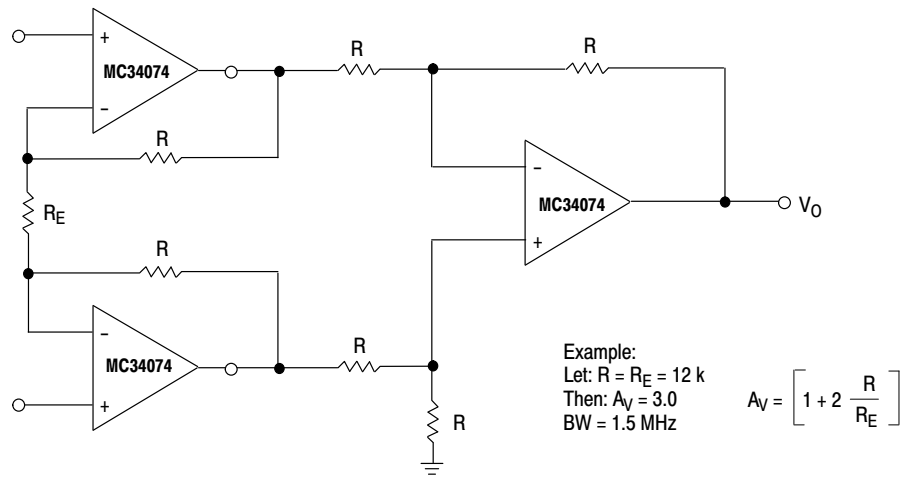 +
MC34074
−
R
R
R
R_E
−
MC34074
+
V_O
R
−
MC34074
+
R
R
Example:
Let: R = R_E = 12 k
Then: A_V = 3.0
BW = 1.5 MHz
A_V = [1 + 2 R/R_E]